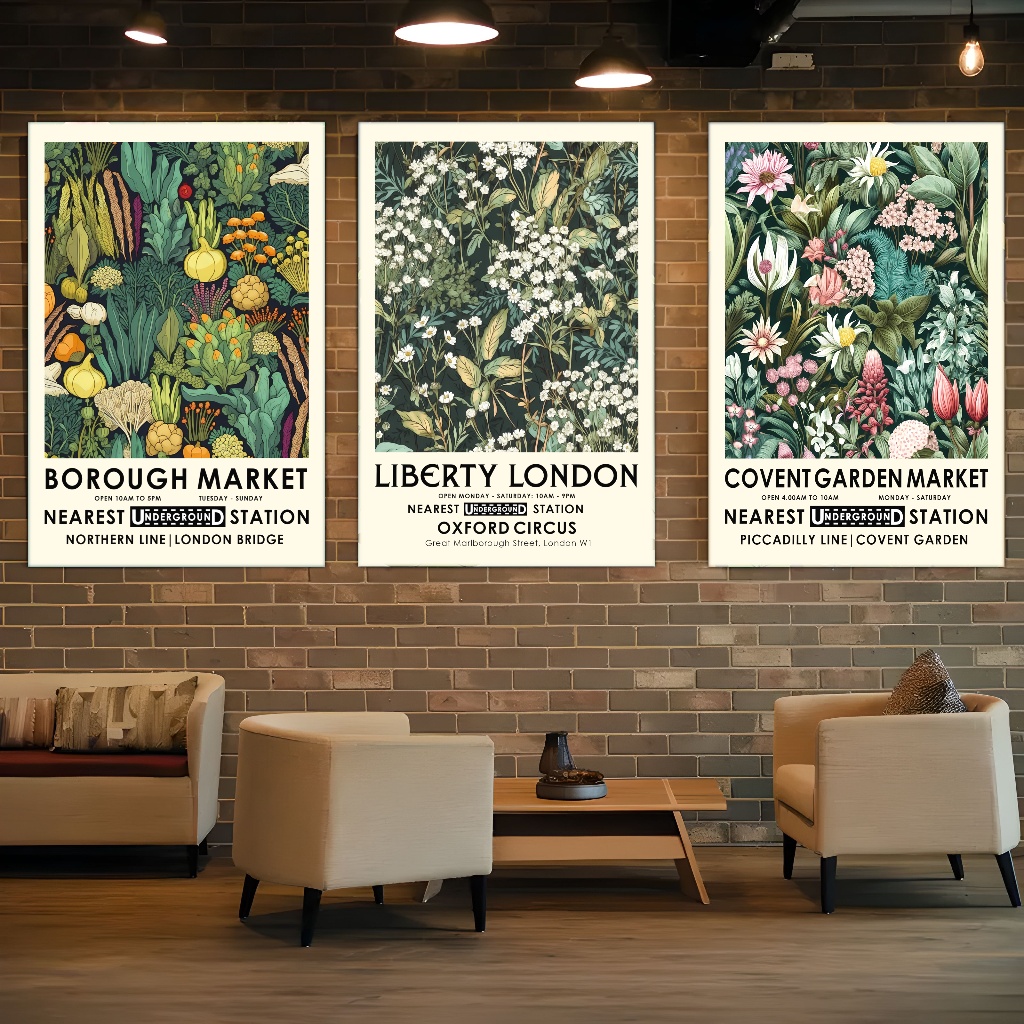 BOROUGH MARKET
OPEN 10AM TO 5PM TUESDAY - SUNDAY
NEAREST UNDERGROUND STATION
NORTHERN LINE|LONDON BRIDGE
LIBERTY LONDON
OPEN MONDAY - SATURDAY: 10AM - 9PM
NEAREST UNDERGROUND STATION
OXFORD CIRCUS
Great Marlborough Street, London W1
COVENT GARDEN MARKET
OPEN 4.00AM TO 10AM MONDAY - SATURDAY
NEAREST UNDERGROUND STATION
PICCADILLY LINE|COVENT GARDEN